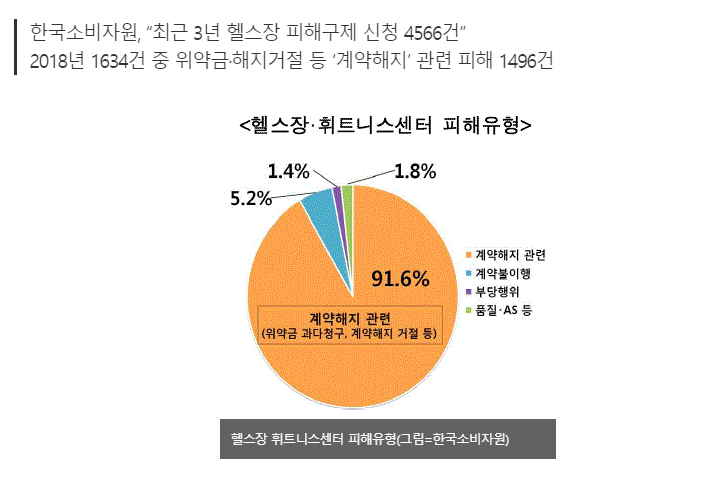 한국소비자원, “최근 3년 헬스장 피해구제 신청 4566건”
2018년 1634건 중 위약금·해지거절 등 ‘계약해지’ 관련 피해 1496건
<헬스장·휘트니스센터 피해유형>
1.4%
1.8%
5.2%
91.6%
계약해지 관련
(위약금 과다청구, 계약해지 거절 등)
계약해지 관련
계약불이행
부당행위
품질·AS 등
헬스장 휘트니스센터 피해유형(그림=한국소비자원)